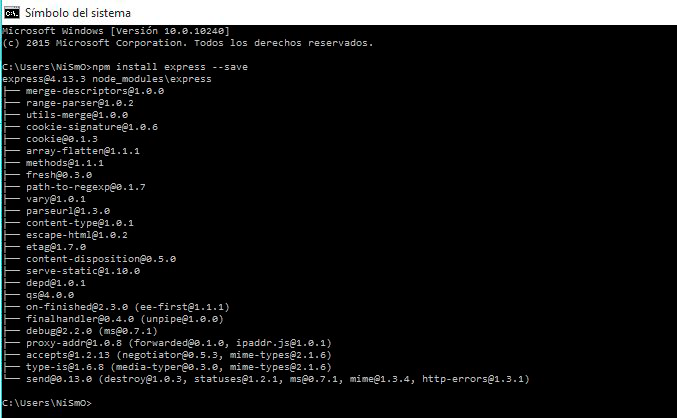 Símbolo del sistema
Microsoft Windows [Versión 10.0.10240]
(c) 2015 Microsoft Corporation. Todos los derechos reservados.
C:\Users\NiSmO>npm install express --save
express@4.13.3 node_modules\express
├── merge-descriptors@1.0.0
├── range-parser@1.0.2
├── utils-merge@1.0.0
├── cookie-signature@1.0.6
├── cookie@0.1.3
├── array-flatten@1.1.1
├── methods@1.1.1
├── fresh@0.3.0
├── path-to-regexp@0.1.7
├── vary@1.0.1
├── parseurl@1.3.0
├── content-type@1.0.1
├── escape-html@1.0.2
├── etag@1.7.0
├── content-disposition@0.5.0
├── serve-static@1.10.0
├── depd@1.0.1
├── qs@4.0.0
├── on-finished@2.3.0 (ee-first@1.1.1)
├── finalhandler@0.4.0 (unpipe@1.0.0)
├── debug@2.2.0 (ms@0.7.1)
├── proxy-addr@1.0.8 (forwarded@0.1.0, ipaddr.js@1.0.1)
├── accepts@1.2.13 (negotiator@0.5.3, mime-types@2.1.6)
├── type-is@1.6.8 (media-typer@0.3.0, mime-types@2.1.6)
└── send@0.13.0 (destroy@1.0.3, statuses@1.2.1, ms@0.7.1, mime@1.3.4, http-errors@1.3.1)
C:\Users\NiSmO>